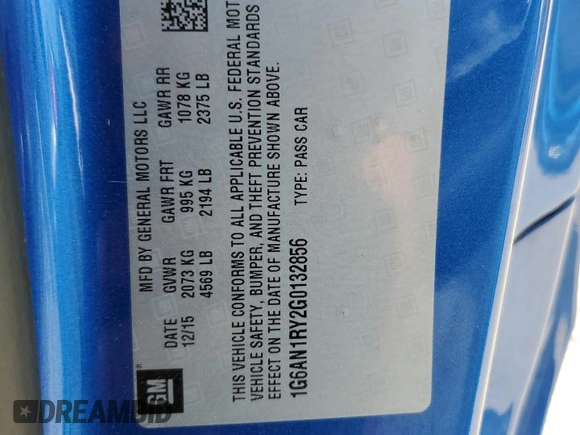 MFD BY GENERAL MOTORS LLC
DATE GVWR GAWR FRT GAWR RR
12/15 2073 KG 995 KG 1078 KG
4569 LB 2194 LB 2375 LB
THIS VEHICLE CONFORMS TO ALL APPLICABLE U.S. FEDERAL MOT
VEHICLE SAFETY, BUMPER, AND THEFT PREVENTION STANDARDS
EFFECT ON THE DATE OF MANUFACTURE SHOWN ABOVE.
1G6AN1RY2G0132856 TYPE: PASS CAR
GM
DREAMBID